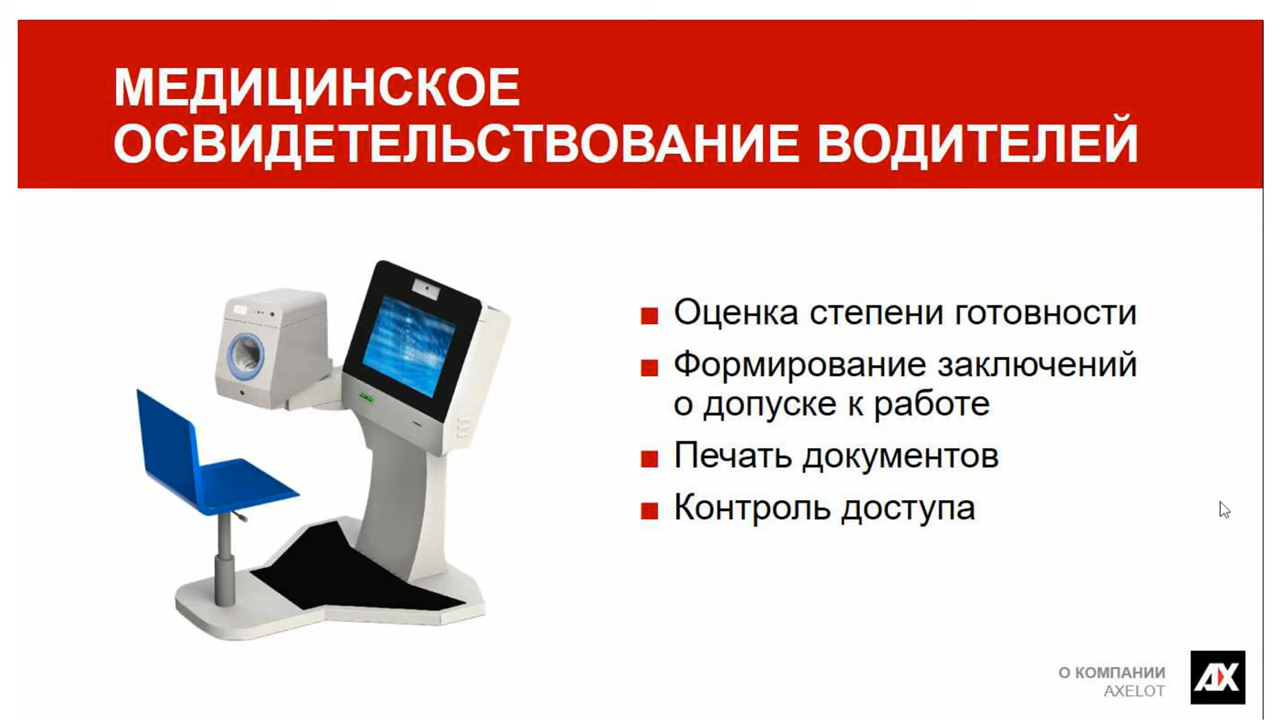 МЕДИЦИНСКОЕ
ОСВИДЕТЕЛЬСТВОВАНИЕ ВОДИТЕЛЕЙ
Оценка степени готовности
Формирование заключений
о допуске к работе
Печать документов
Контроль доступа
О КОМПАНИИ
AXELOT
AX